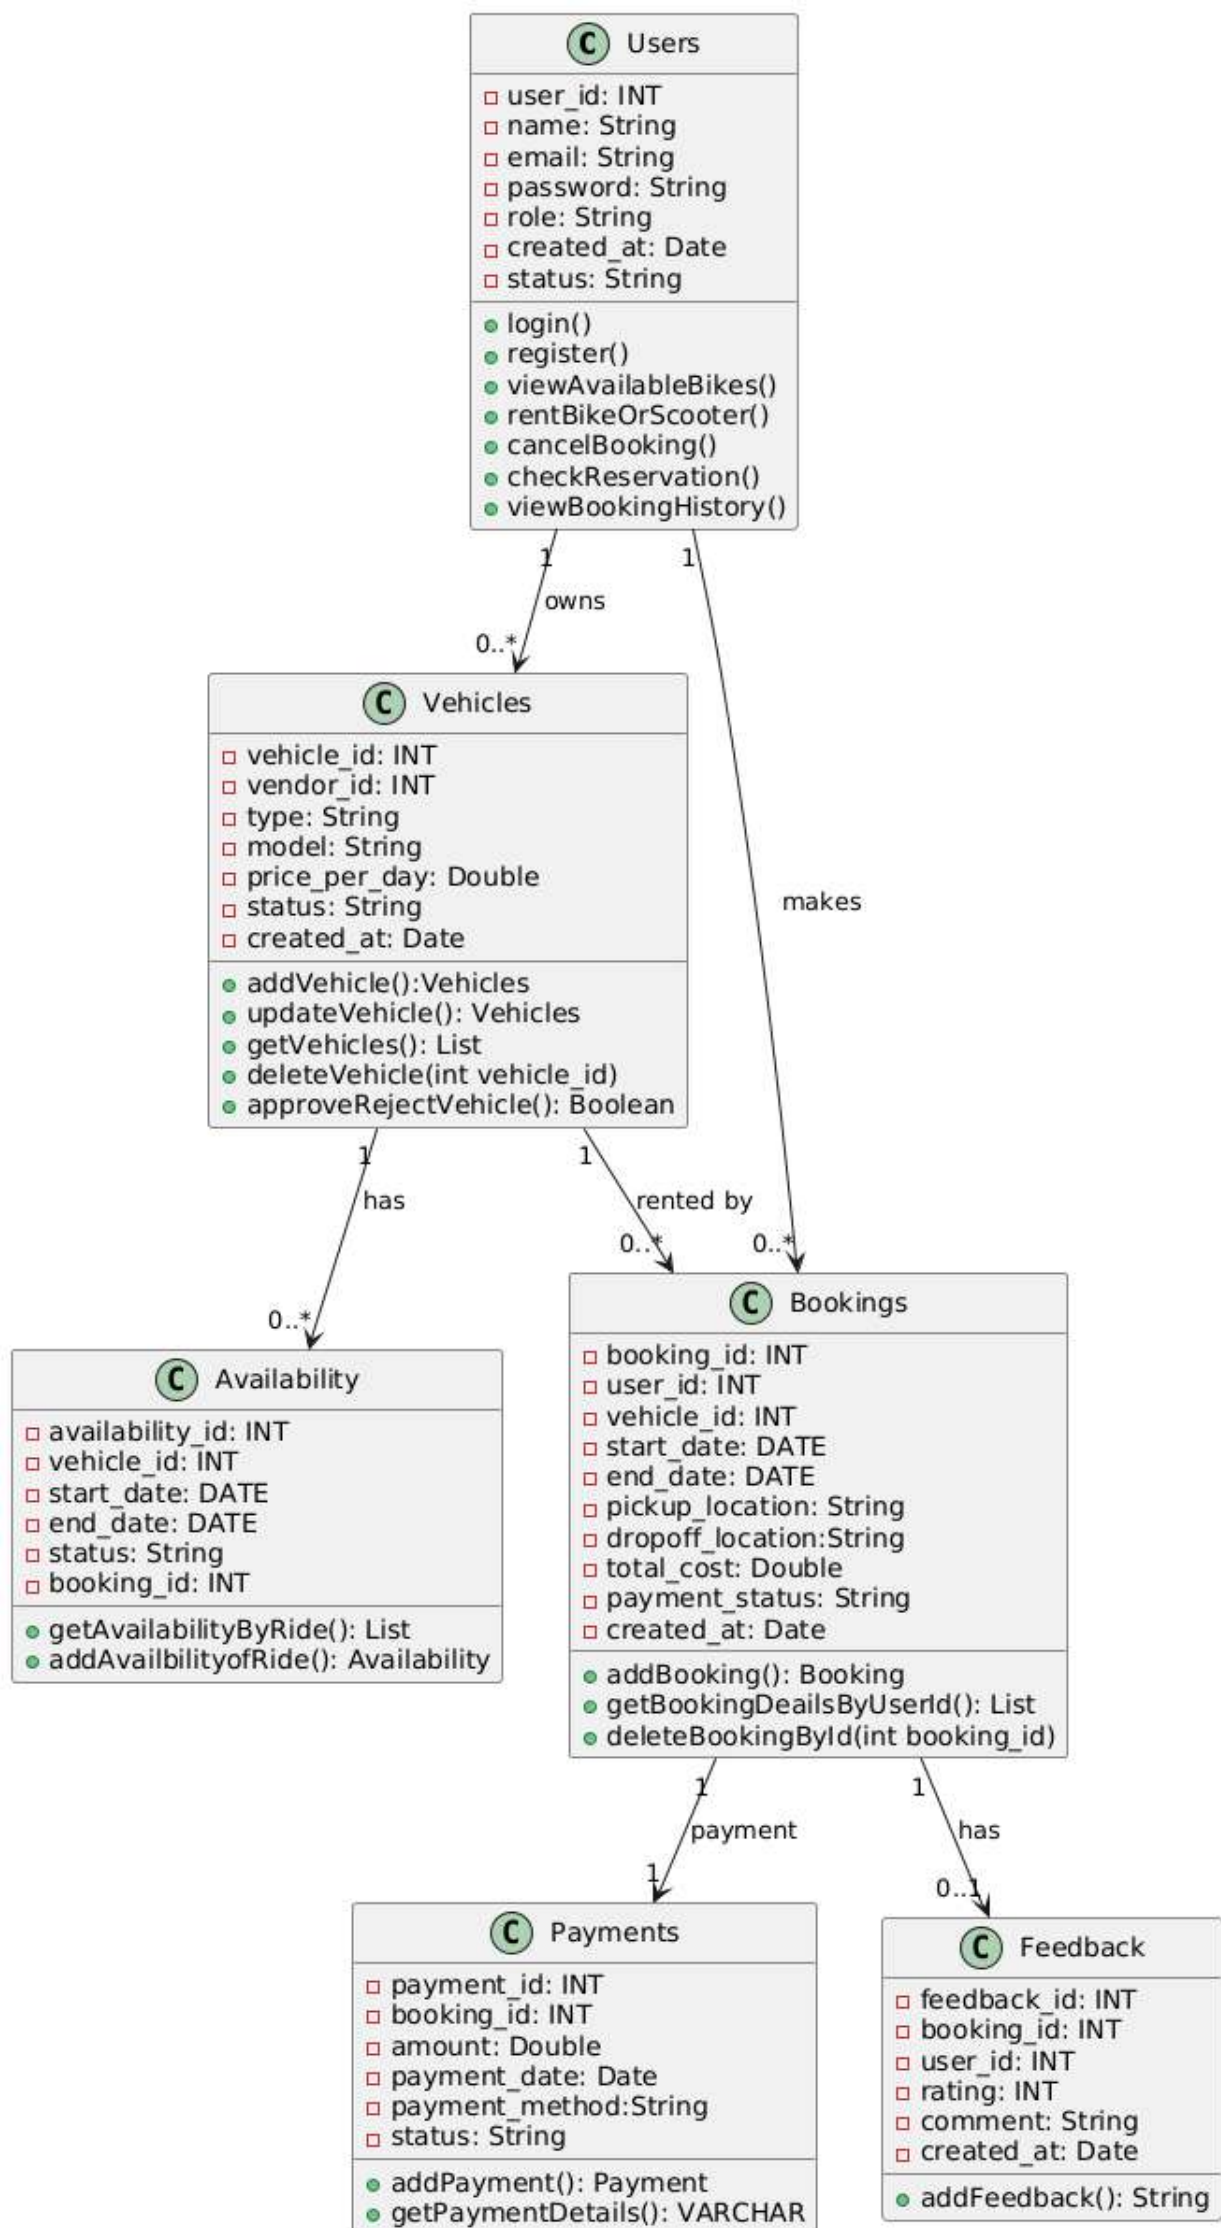 C Users
user_id: INT
name: String
email: String
password: String
role: String
created_at: Date
status: String
login()
register()
viewAvailableBikes()
rentBikeOrScooter()
cancelBooking()
checkReservation()
viewBookingHistory()
1 1
owns
0..*
C Vehicles
vehicle_id: INT
vendor_id: INT
type: String
model: String
price_per_day: Double
status: String
created_at: Date
addVehicle():Vehicles
updateVehicle(): Vehicles
getVehicles(): List
deleteVehicle(int vehicle_id)
approveRejectVehicle(): Boolean
makes
1 1
has rented by
0..* 0..*
0..*
C Availability
availability_id: INT
vehicle_id: INT
start_date: DATE
end_date: DATE
status: String
booking_id: INT
getAvailabilityByRide(): List
addAvailbilityofRide(): Availability
C Bookings
booking_id: INT
user_id: INT
vehicle_id: INT
start_date: DATE
end_date: DATE
pickup_location: String
dropoff_location:String
total_cost: Double
payment_status: String
created_at: Date
addBooking(): Booking
getBookingDeailsByUserId(): List
deleteBookingById(int booking_id)
1 1
payment has
1 0..1
C Payments
payment_id: INT
booking_id: INT
amount: Double
payment_date: Date
payment_method:String
status: String
addPayment(): Payment
getPaymentDetails(): VARCHAR
C Feedback
feedback_id: INT
booking_id: INT
user_id: INT
rating: INT
comment: String
created_at: Date
addFeedback(): String